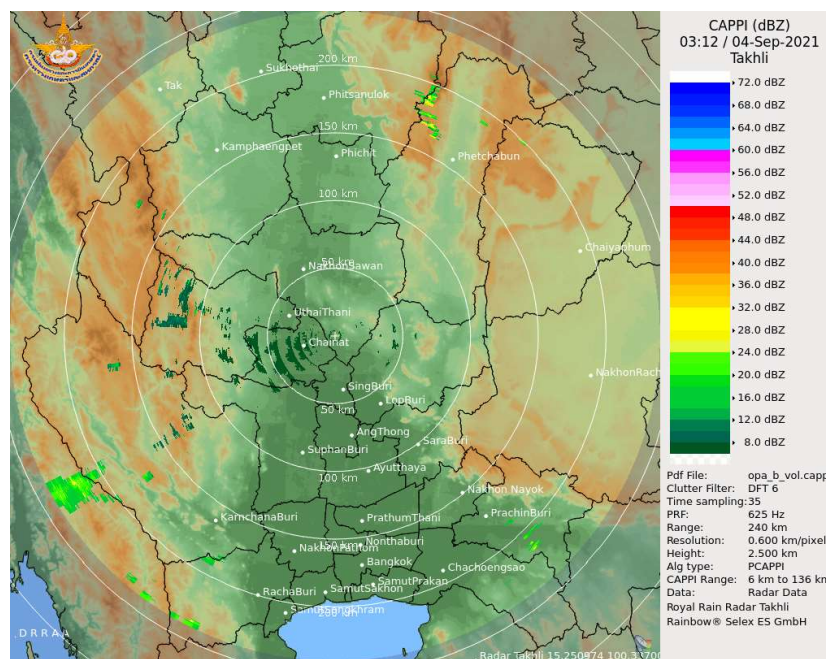 CAPPI (dBZ)
03:12 / 04-Sep-2021
Takhli
72.0 dBZ
68.0 dBZ
64.0 dBZ
60.0 dBZ
56.0 dBZ
52.0 dBZ
48.0 dBZ
44.0 dBZ
40.0 dBZ
36.0 dBZ
32.0 dBZ
28.0 dBZ
24.0 dBZ
20.0 dBZ
16.0 dBZ
12.0 dBZ
8.0 dBZ
Pdf File: opa_b_vol.capp
Clutter Filter: DFT 6
Time sampling:35
PRF: 625 Hz
Range: 240 km
Resolution: 0.600 km/pixel
Height: 2.500 km
Alg type: PCAPPI
CAPPI Range: 6 km to 136 km
Data: Radar Data
Royal Rain Radar Takhli
Rainbow® Selex ES GmbH
200 km
Sukhothai
Tak
Phitsanulok
150 km
Kamphaengpet
Phichit
Phetchabun
100 km
Chaiyaphum
50 km
NakhonSawan
UthaiThani
Chainat
NakhonRach
SingBuri
LopBuri
50 km
AngThong
SaraBuri
SuphanBuri
Ayutthaya
100 km
Nakhon Nayok
KanchanaBuri
PrathumThani
PrachinBuri
150 km
Nonthaburi
NakhonPathom
Bangkok
Chachoengsao
SamutPrakan
RachaBuri
SamutSakhon
SamutSongkhram
200 km
DRRAA